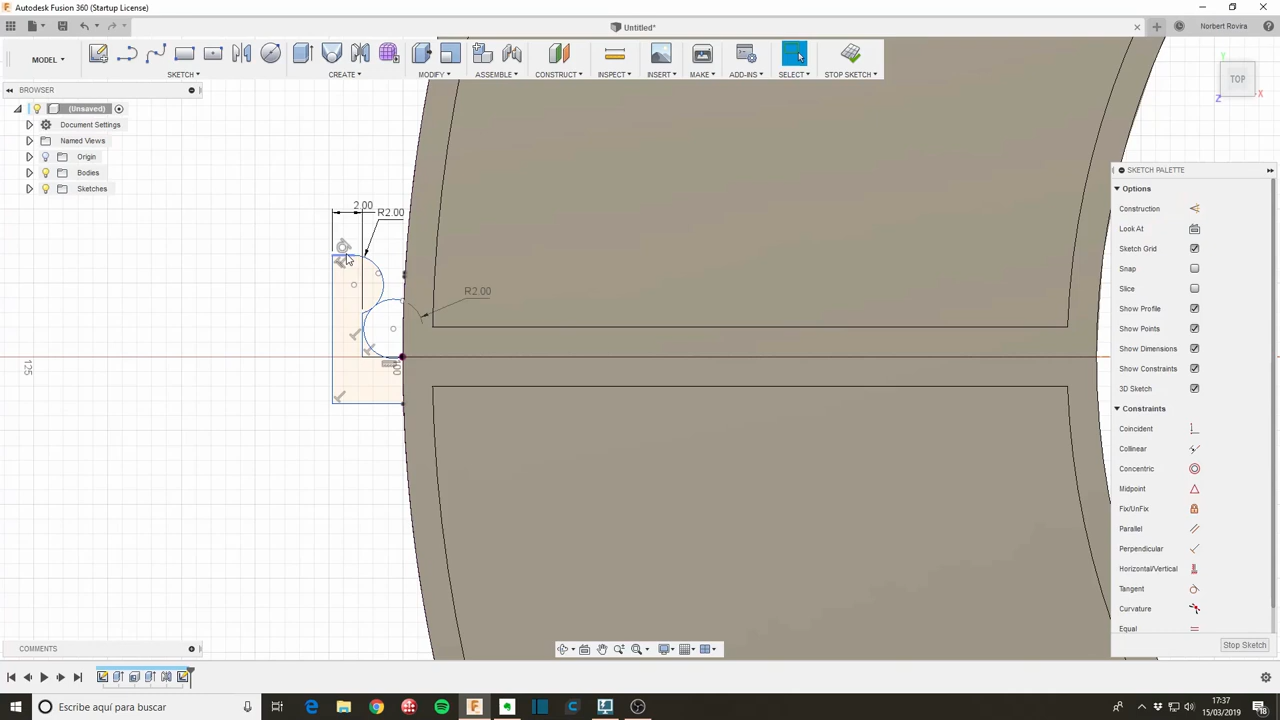 Autodesk Fusion 360 (Startup License)
Untitled*
Norbert Rovira
MODEL
SKETCH
CREATE
MODIFY
ASSEMBLE
CONSTRUCT
INSPECT
INSERT
MAKE
ADD-INS
SELECT
STOP SKETCH
BROWSER
(Unsaved)
Document Settings
Named Views
Origin
Bodies
Sketches
Y
TOP
X
Z
2.00
R2.00
R2.00
125
100
SKETCH PALETTE
Options
Construction
Look At
Sketch Grid
Snap
Slice
Show Profile
Show Points
Show Dimensions
Show Constraints
3D Sketch
Constraints
Coincident
Collinear
Concentric
Midpoint
Fix/UnFix
Parallel
Perpendicular
Horizontal/Vertical
Tangent
Curvature
Equal
Stop Sketch
COMMENTS
Escribe aquí para buscar
17:37
15/03/2019
18